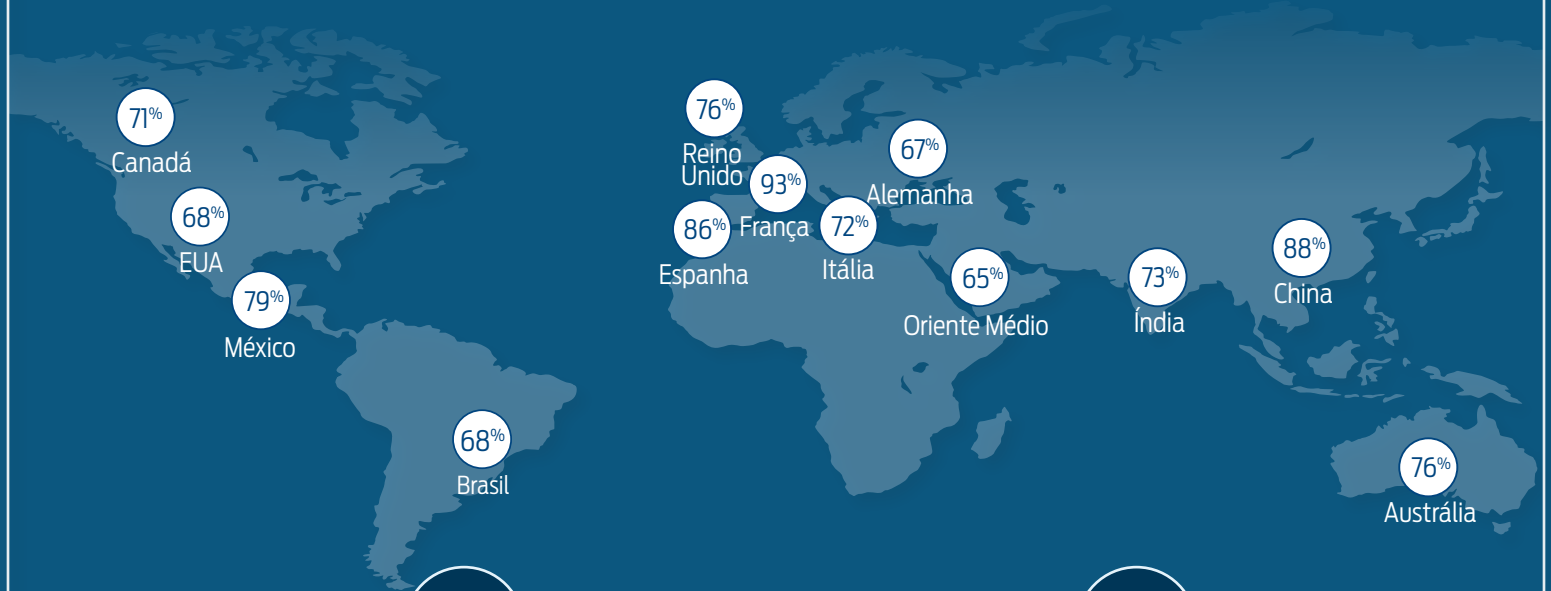 71%
Canadá
68%
EUA
79%
México
68%
Brasil
76%
Reino
Unido
93%
França
86%
Espanha
67%
Alemanha
72%
Itália
65%
Oriente Médio
73%
Índia
88%
China
76%
Austrália